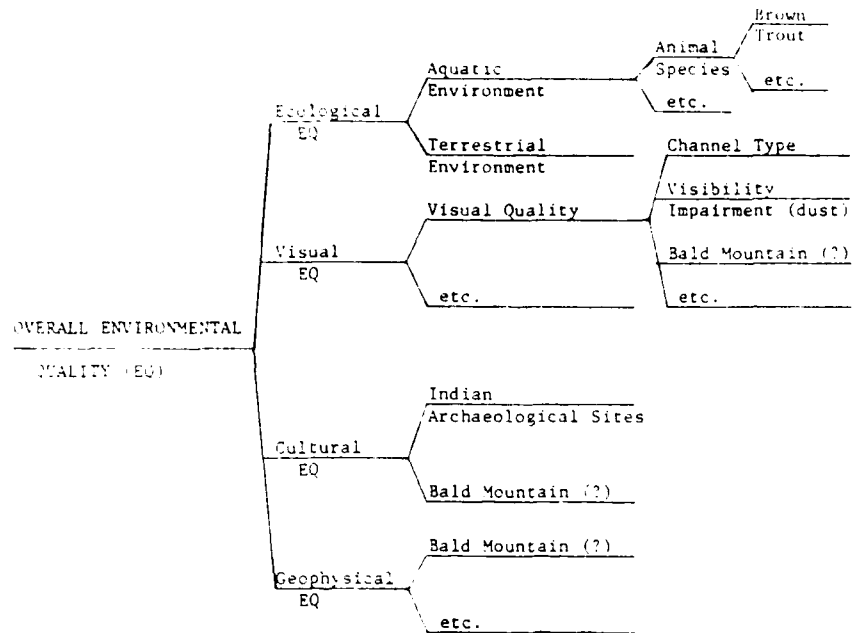 Brown
Trout
Animal
Species
etc.
Aquatic
Environment
etc.
Ecological
EQ
Terrestrial
Environment
Channel Type
Visibility
Impairment (dust)
Visual Quality
Bald Mountain (?)
Visual
EQ
etc.
etc.
OVERALL ENVIRONMENTAL
QUALITY (EQ)
Indian
Archaeological Sites
Cultural
EQ
Bald Mountain (?)
Bald Mountain (?)
Geophysical
EQ
etc.